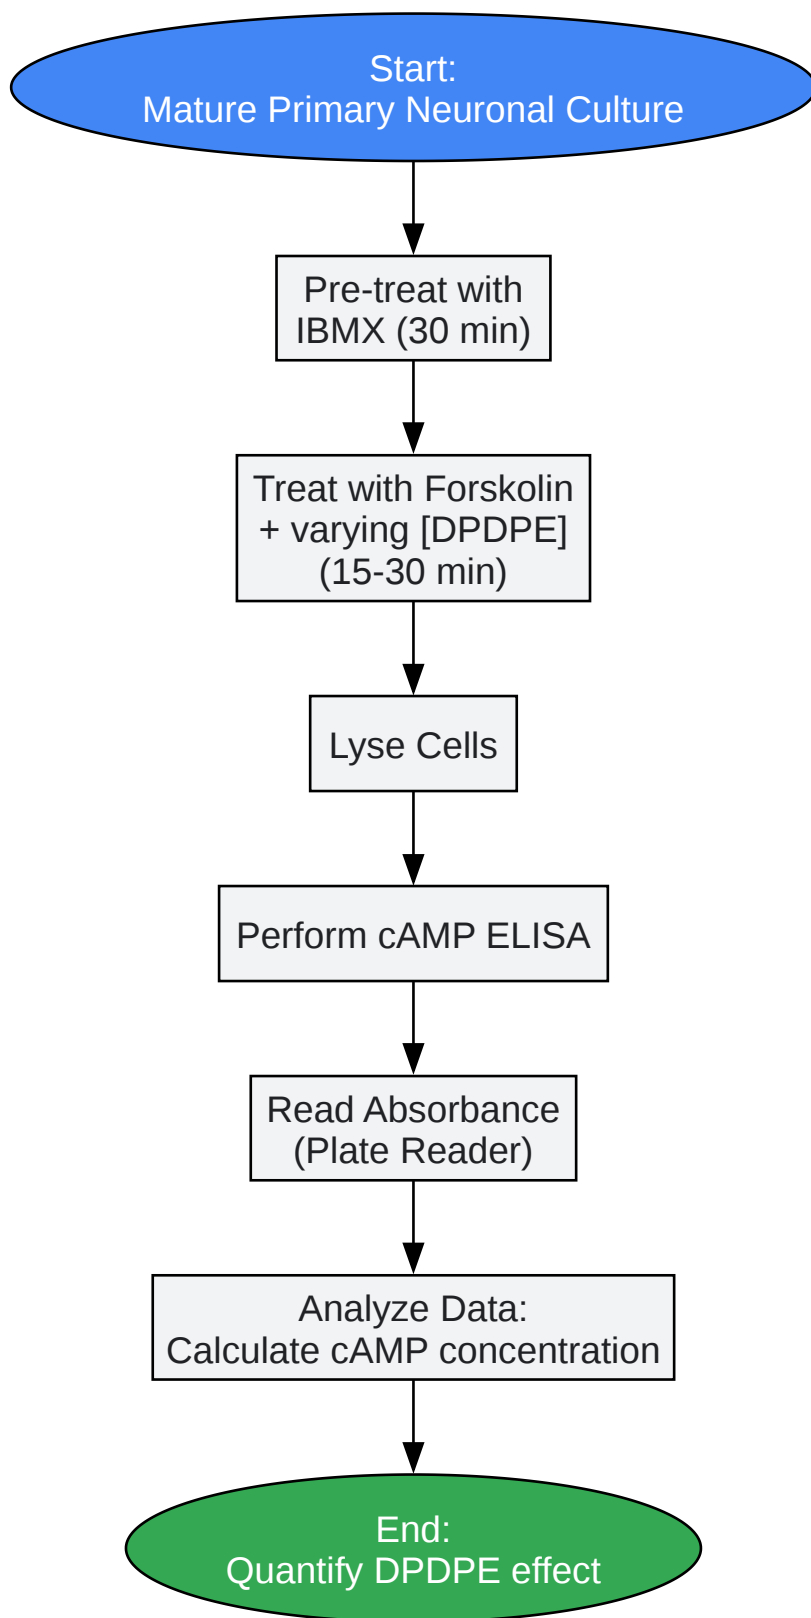 Start:
Mature Primary Neuronal Culture
Pre-treat with
IBMX (30 min)
Treat with Forskolin
+ varying [DPDPE]
(15-30 min)
Lyse Cells
Perform cAMP ELISA
Read Absorbance
(Plate Reader)
Analyze Data:
Calculate cAMP concentration
End:
Quantify DPDPE effect